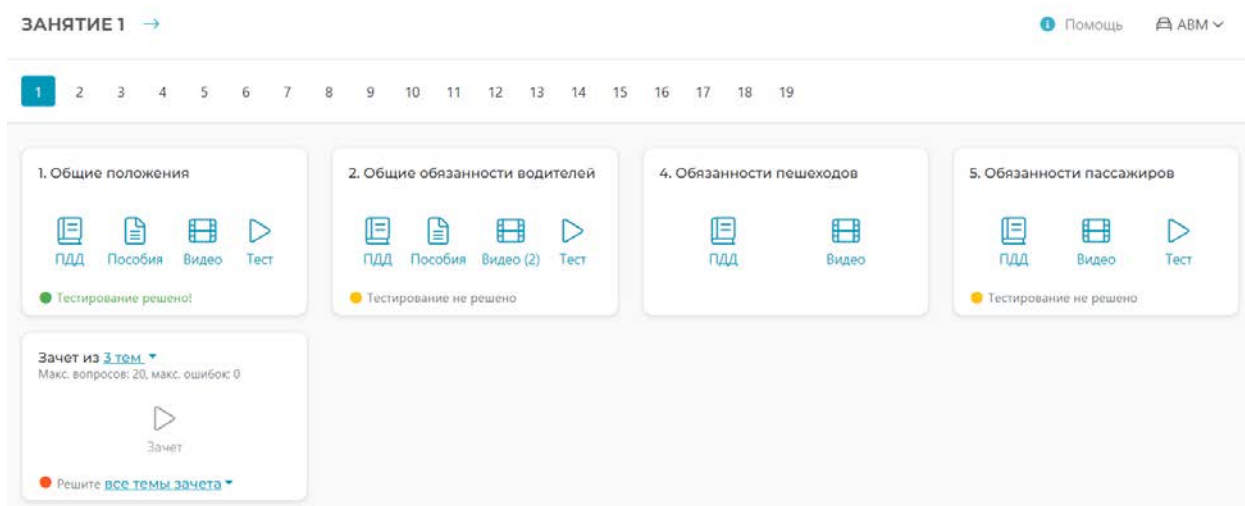 ЗАНЯТИЕ 1 →
Помощь
ABM
1 2 3 4 5 6 7 8 9 10 11 12 13 14 15 16 17 18 19
1. Общие положения
ПДД Пособия Видео Тест
Тестирование решено!
2. Общие обязанности водителей
ПДД Пособия Видео (2) Тест
Тестирование не решено
4. Обязанности пешеходов
ПДД Видео
5. Обязанности пассажиров
ПДД Видео Тест
Тестирование не решено
Зачет из 3 тем
Макс. вопросов: 20, макс. ошибок: 0
Зачет
Решите все темы зачета